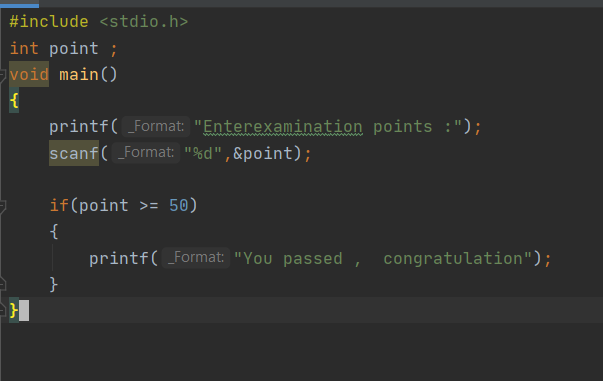 #include <stdio.h>
int point ;
void main()
{
    printf( _Format: "Enterexamination points :");
    scanf( _Format: "%d",&point);

    if(point >= 50)
    {
        printf( _Format: "You passed ,  congratulation");
    }
}